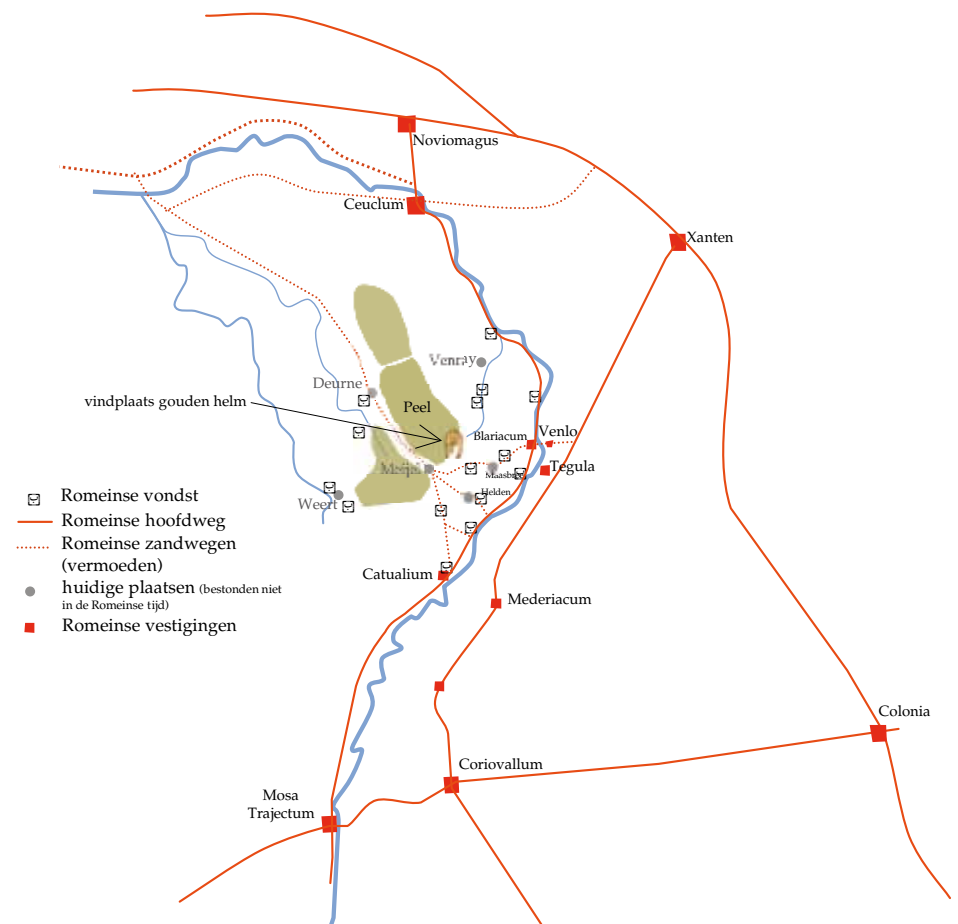 Noviomagus
Ceuclum
Xanten
Venray
Deurne
vindplaats gouden helm
Peel
Blariacum
Venlo
Tegula
Meijel
Maasbree
Helden
Weert
Romeinse vondst
Romeinse hoofdweg
Romeinse zandwegen
(vermoeden)
huidige plaatsen (bestonden niet
in de Romeinse tijd)
Romeinse vestigingen
Catualium
Mederiacum
Colonia
Coriovallum
Mosa
Trajectum